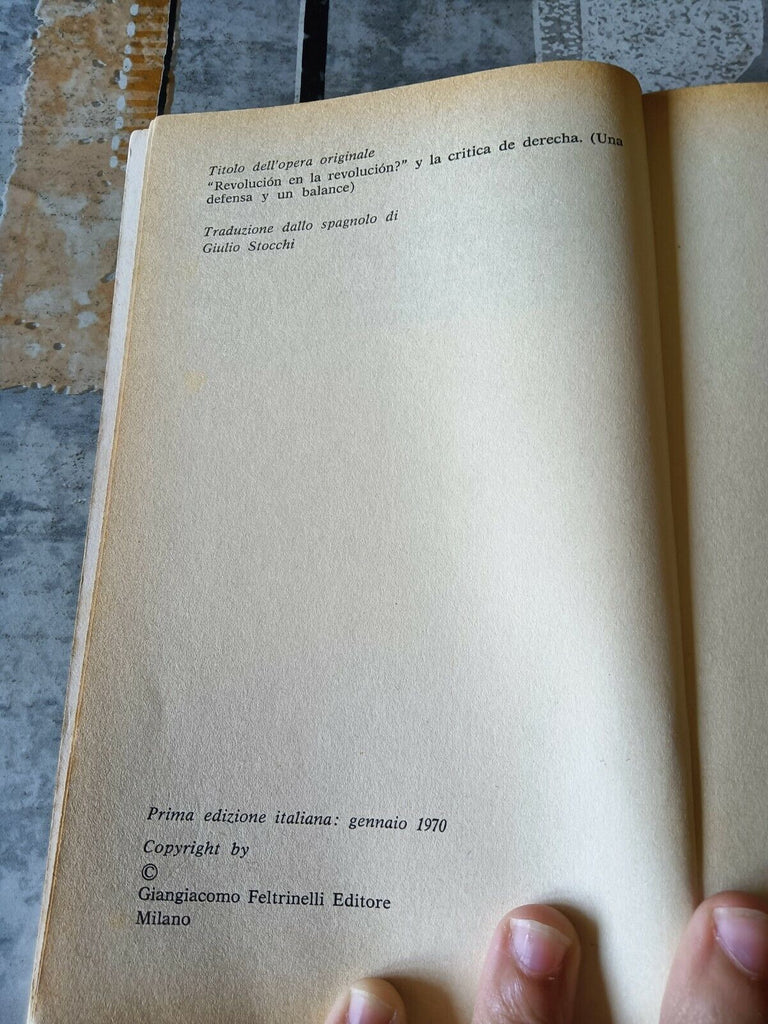 Titolo dell'opera originale
"Revolución en la revolución?" y la critica de derecha. (Una
defensa y un balance)
Traduzione dallo spagnolo di
Giulio Stocchi
Prima edizione italiana: gennaio 1970
Copyright by
©
Giangiacomo Feltrinelli Editore
Milano